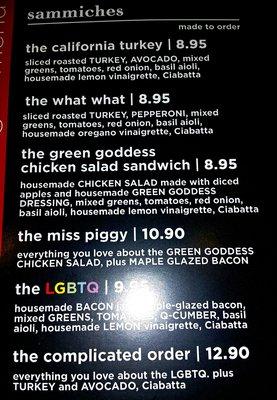 sammiches
made to order
the california turkey | 8.95
sliced roasted TURKEY, AVOCADO, mixed
greens, tomatoes, red onion, basil aioli,
housemade lemon vinaigrette, Ciabatta
the what what | 8.95
sliced roasted TURKEY, PEPPERONI, mixed
greens, tomatoes, red onion, basil aioli,
housemade oregano vinaigrette, Ciabatta
the green goddess
chicken salad sandwich | 8.95
housemade CHICKEN SALAD made with diced
apples and housemade GREEN GODDESS
DRESSING, mixed greens, tomatoes, red onion,
basil aioli, housemade lemon vinaigrette, Ciabatta
the miss piggy | 10.90
everything you love about the GREEN GODDESS
CHICKEN SALAD, plus MAPLE GLAZED BACON
the LGBTQ | 9.95
housemade BACON maple-glazed bacon,
mixed GREENS, TOMATOES, Q-CUMBER, basil
aioli, housemade LEMON vinaigrette, Ciabatta
the complicated order | 12.90
everything you love about the LGBTQ. plus
TURKEY and AVOCADO, Ciabatta